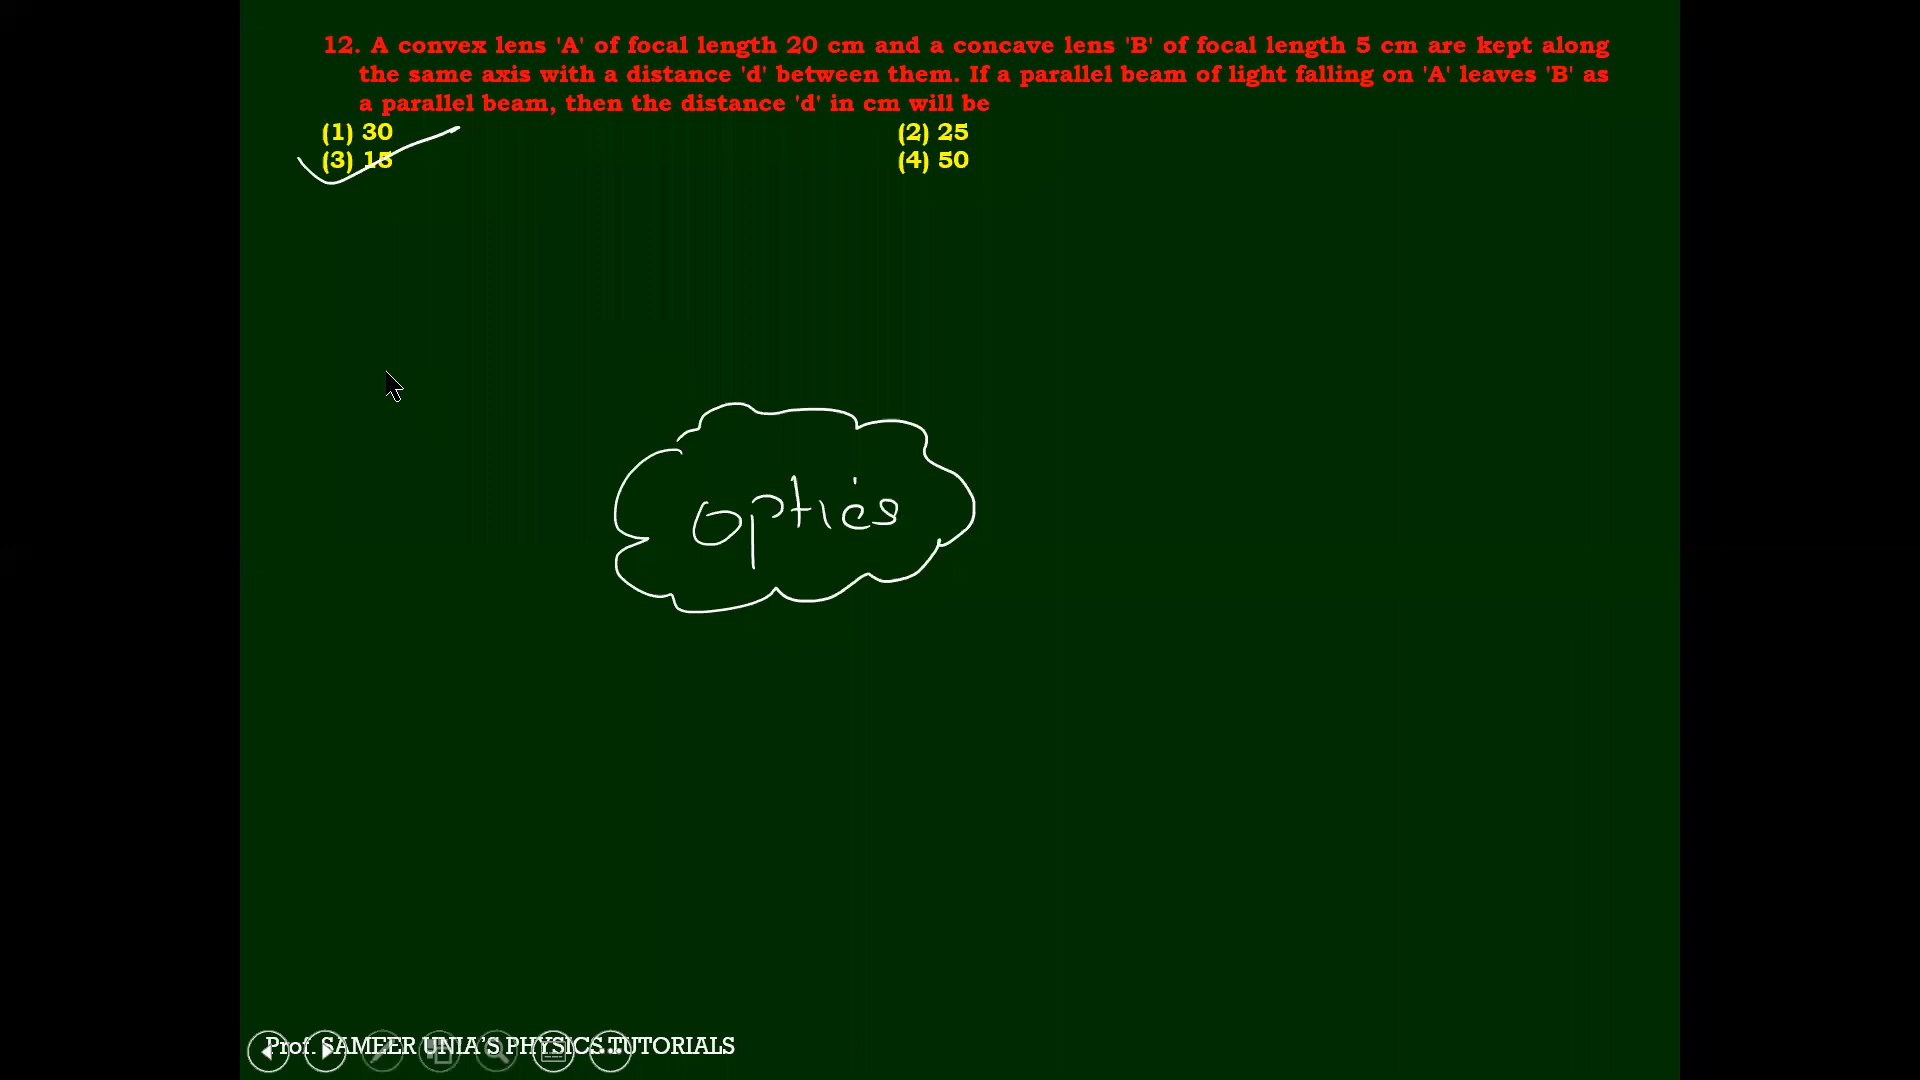 12. A convex lens 'A' of focal length 20 cm and a concave lens 'B' of focal length 5 cm are kept along
the same axis with a distance 'd' between them. If a parallel beam of light falling on 'A' leaves 'B' as
a parallel beam, then the distance 'd' in cm will be
(1) 30 (2) 25
(3) 15 (4) 50
optics
Prof. SAMEER UNIA'S PHYSICS TUTORIALS